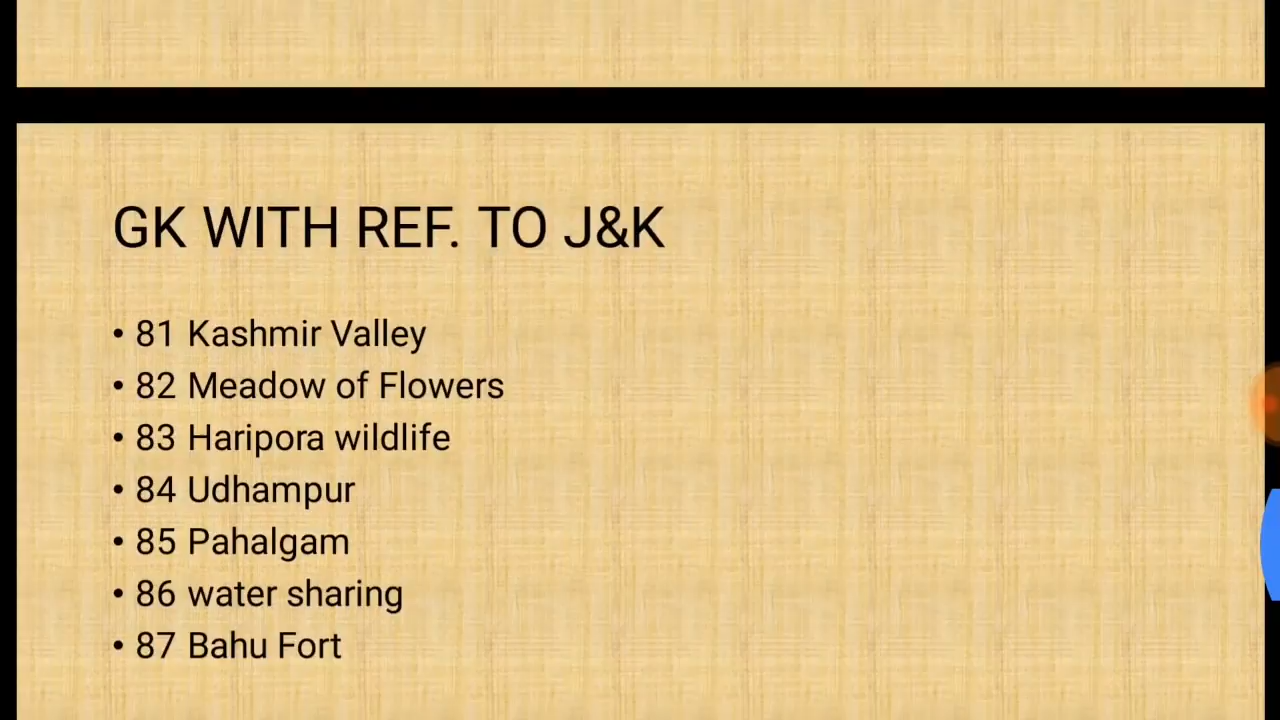 GK WITH REF. TO J&K
• 81 Kashmir Valley
• 82 Meadow of Flowers
• 83 Haripora wildlife
• 84 Udhampur
• 85 Pahalgam
• 86 water sharing
• 87 Bahu Fort